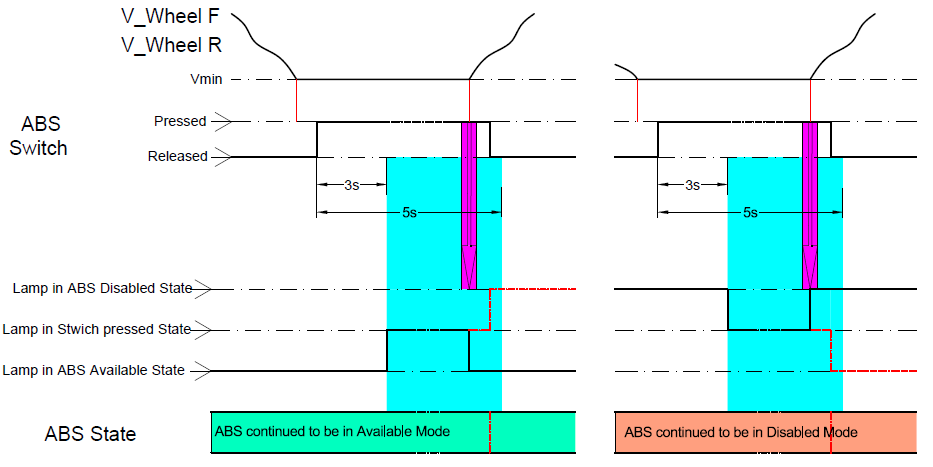 V_Wheel F
V_Wheel R
Vmin
ABS
Switch
Pressed
Released
3s
5s
3s
5s
Lamp in ABS Disabled State
Lamp in Stwich pressed State
Lamp in ABS Available State
ABS State
ABS continued to be in Available Mode
ABS continued to be in Disabled Mode